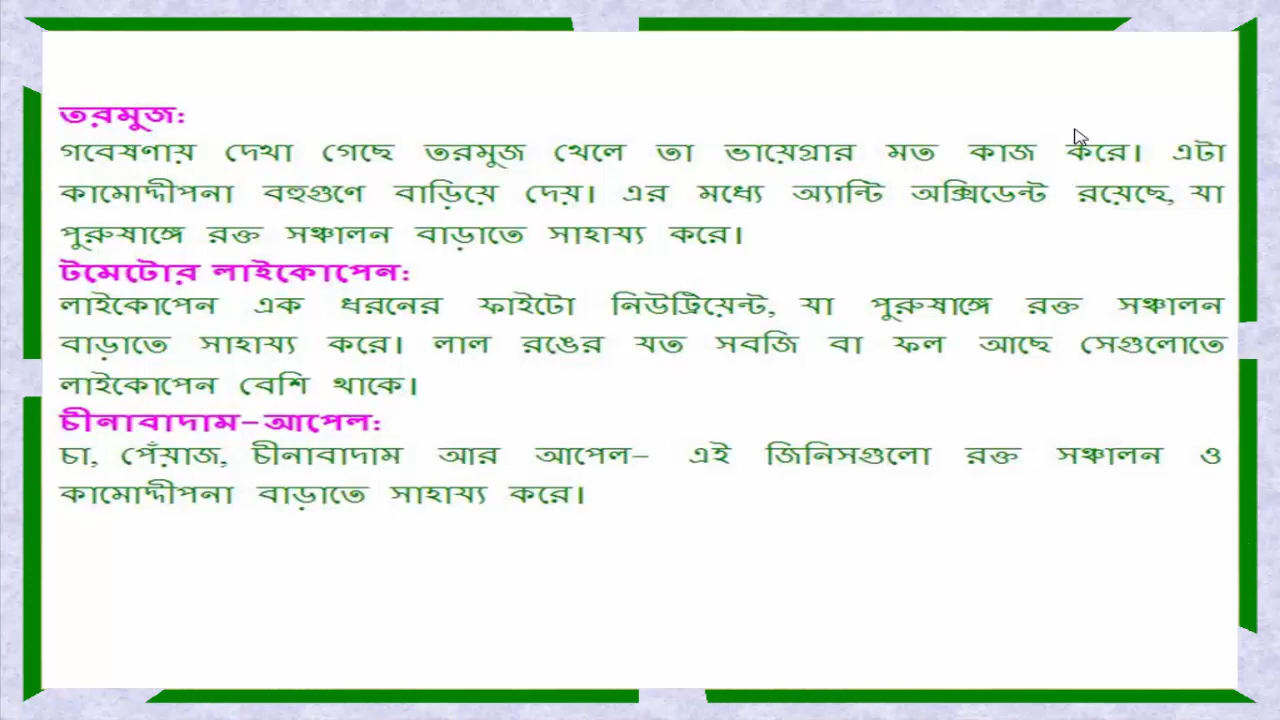 তরমুজ:
গবেষণায় দেখা গেছে তরমুজ খেলে তা ভায়েগ্রার মত কাজ করে। এটা
কামোদ্দীপনা বহুগুণে বাড়িয়ে দেয়। এর মধ্যে অ্যান্টি অক্সিডেন্ট রয়েছে, যা
পুরুষাঙ্গে রক্ত সঞ্চালন বাড়াতে সাহায্য করে।
টমেটোর লাইকোপেন:
লাইকোপেন এক ধরনের ফাইটো নিউট্রিয়েন্ট, যা পুরুষাঙ্গে রক্ত সঞ্চালন
বাড়াতে সাহায্য করে। লাল রঙের যত সবজি বা ফল আছে সেগুলোতে
লাইকোপেন বেশি থাকে।
চীনাবাদাম-আপেল:
চা, পেঁয়াজ, চীনাবাদাম আর আপেল- এই জিনিসগুলো রক্ত সঞ্চালন ও
কামোদ্দীপনা বাড়াতে সাহায্য করে।